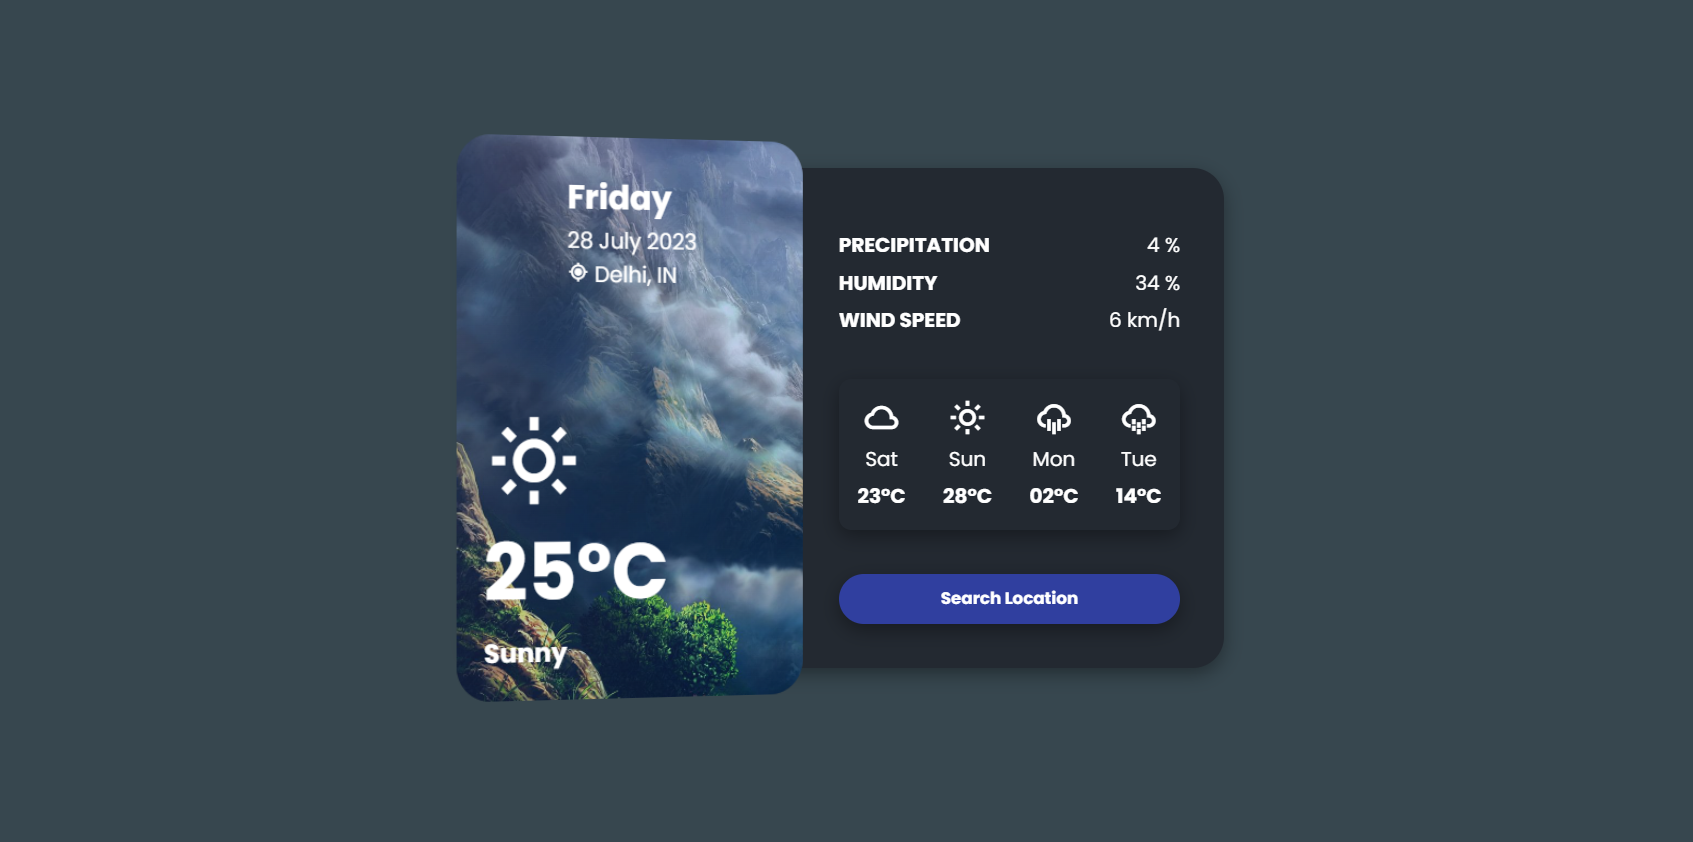 Friday
28 July 2023
Delhi, IN
25°C
Sunny
PRECIPITATION 4 %
HUMIDITY 34 %
WIND SPEED 6 km/h
Sat Sun Mon Tue
23°C 28°C 02°C 14°C
Search Location